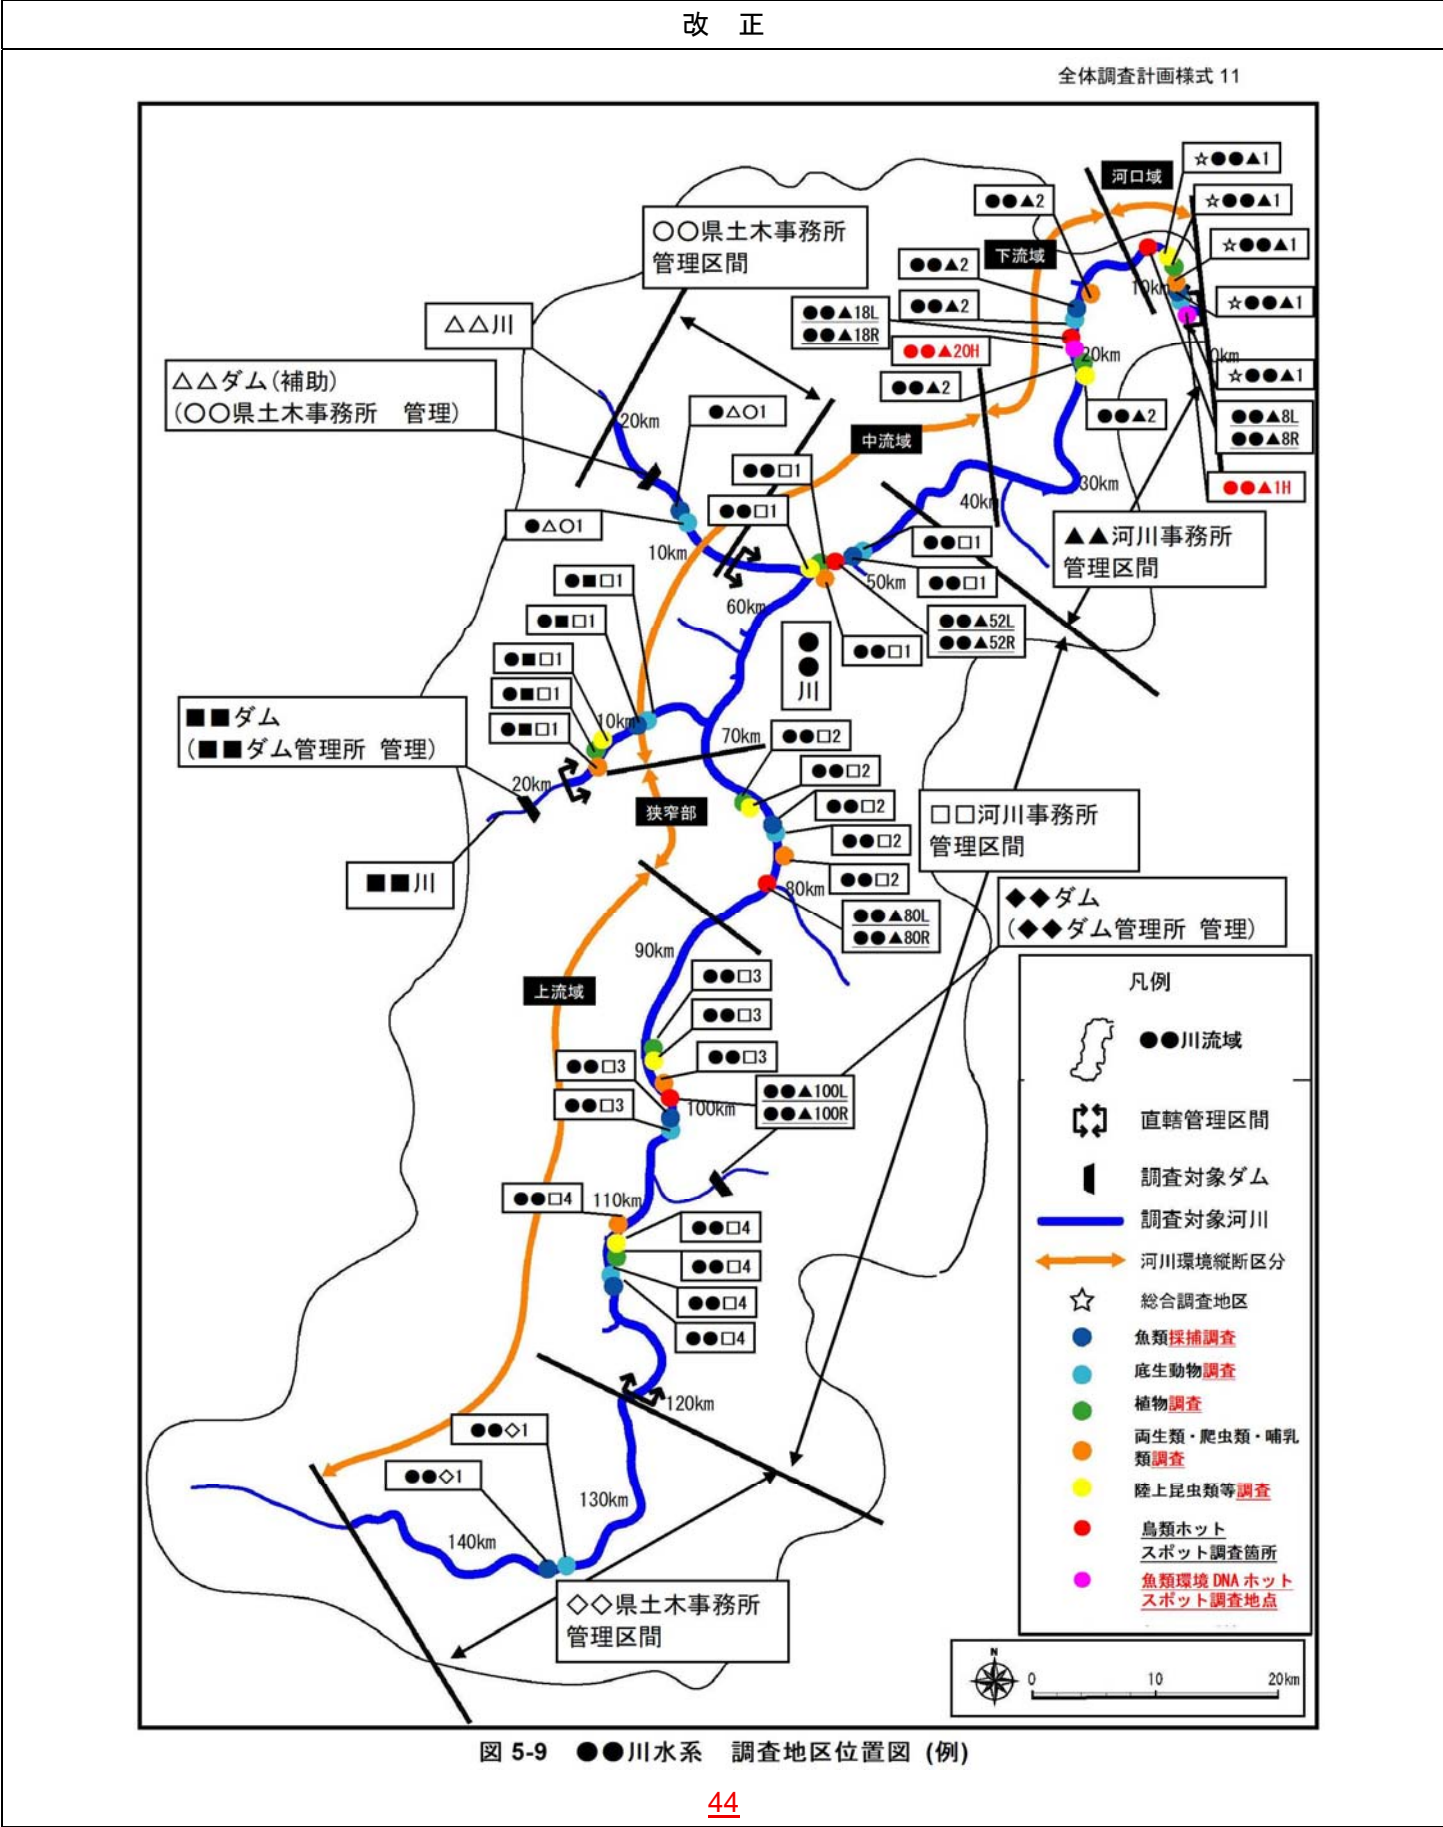 改　正
全体調査計画様式 11
☆●●▲1
河口域
●●▲2
☆●●▲1
○○県土木事務所
管理区間
下流域
☆●●▲1
●●▲2
10km
☆●●▲1
△△川
●●▲18L
●●▲18R
●●▲2
●●▲20H
20km
0km
☆●●▲1
△△ダム(補助)
(○○県土木事務所　管理)
●●▲2
20km
●△○1
●●▲2
●●▲8L
●●▲8R
中流域
●●□1
30km
●●▲1H
40km
●△○1
●●□1
▲▲河川事務所
管理区間
10km
●●□1
50km
●●□1
●■□1
60km
●●▲52L
●●▲52R
●■□1
●●川
●●□1
●■□1
●■□1
●■□1
10km
■■ダム
(■■ダム管理所 管理)
70km
●●□2
20km
●●□2
狭窄部
●●□2
□□河川事務所
管理区間
●●□2
■■川
●●□2
80km
◆◆ダム
(◆◆ダム管理所 管理)
●●▲80L
●●▲80R
90km
上流域
●●□3
●●□3
●●□3
●●□3
●●□3
●●▲100L
●●▲100R
100km
●●□4
110km
●●□4
●●□4
●●□4
●●□4
120km
●●◇1
●●◇1
130km
140km
◇◇県土木事務所
管理区間
凡例
●●川流域
直轄管理区間
調査対象ダム
調査対象河川
河川環境縦断区分
☆ 総合調査地区
魚類採捕調査
底生動物調査
植物調査
両生類・爬虫類・哺乳
類調査
陸上昆虫類等調査
鳥類ホット
スポット調査箇所
魚類環境 DNA ホット
スポット調査地点
N
0 10 20km
図 5-9　●●川水系　調査地区位置図 (例)
44